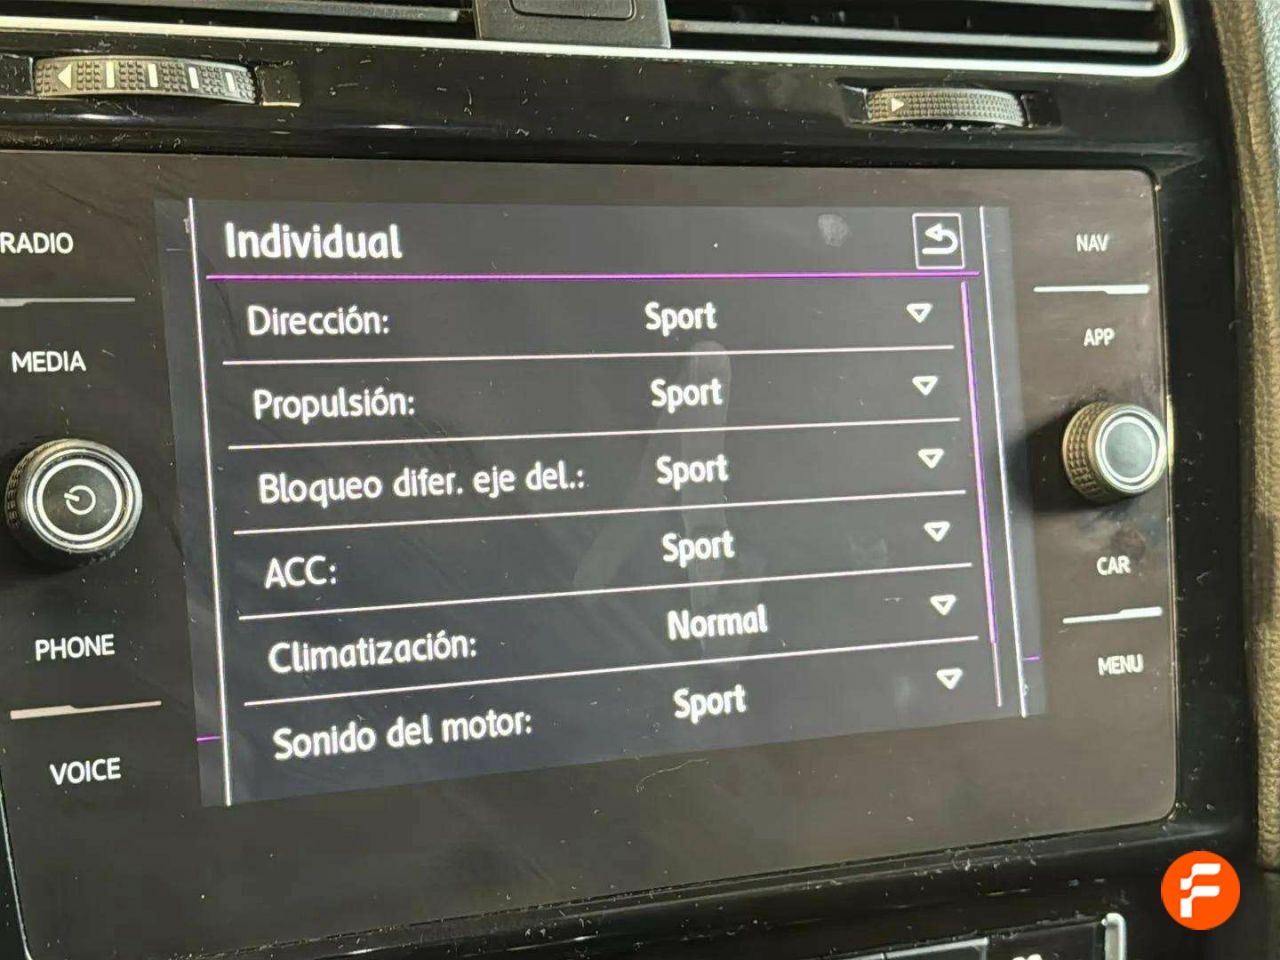 RADIO
MEDIA
PHONE
VOICE
Individual
Dirección: Sport
Propulsión: Sport
Bloqueo difer. eje del.: Sport
ACC: Sport
Climatización: Normal
Sonido del motor: Sport
NAV
APP
CAR
MENU